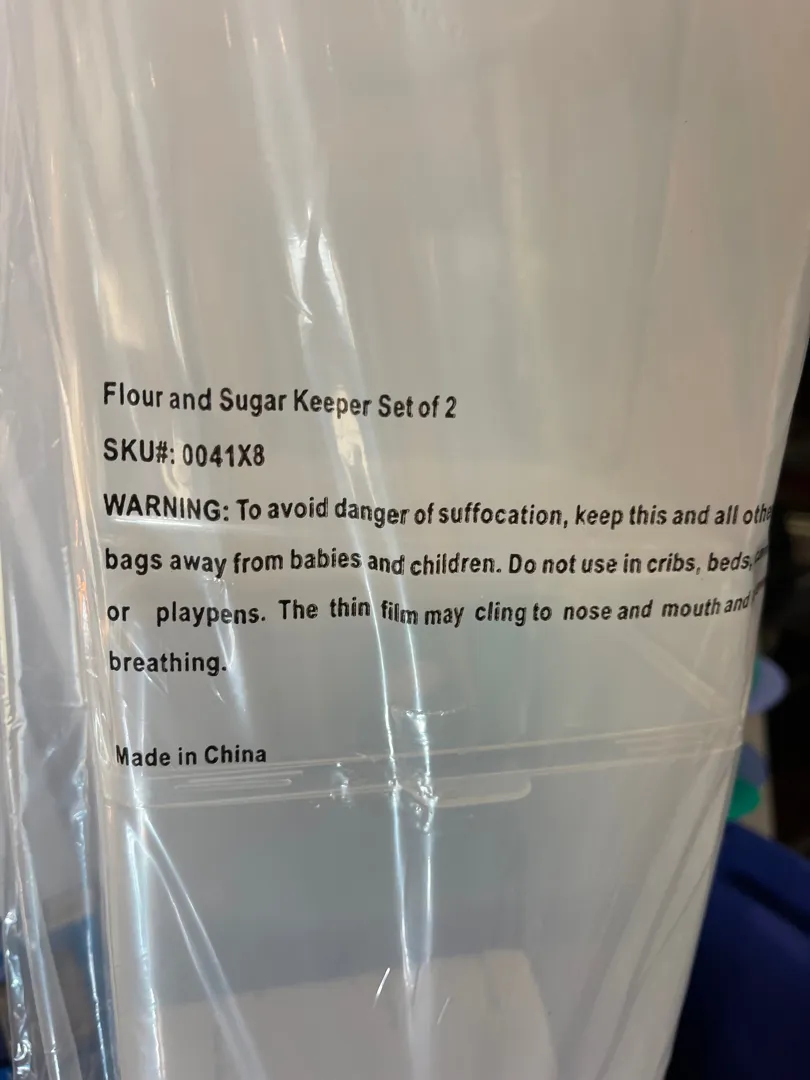 Flour and Sugar Keeper Set of 2
SKU#: 0041X8
WARNING: To avoid danger of suffocation, keep this and all othe
bags away from babies and children. Do not use in cribs, beds,
or playpens. The thin film may cling to nose and mouth and
breathing.
Made in China